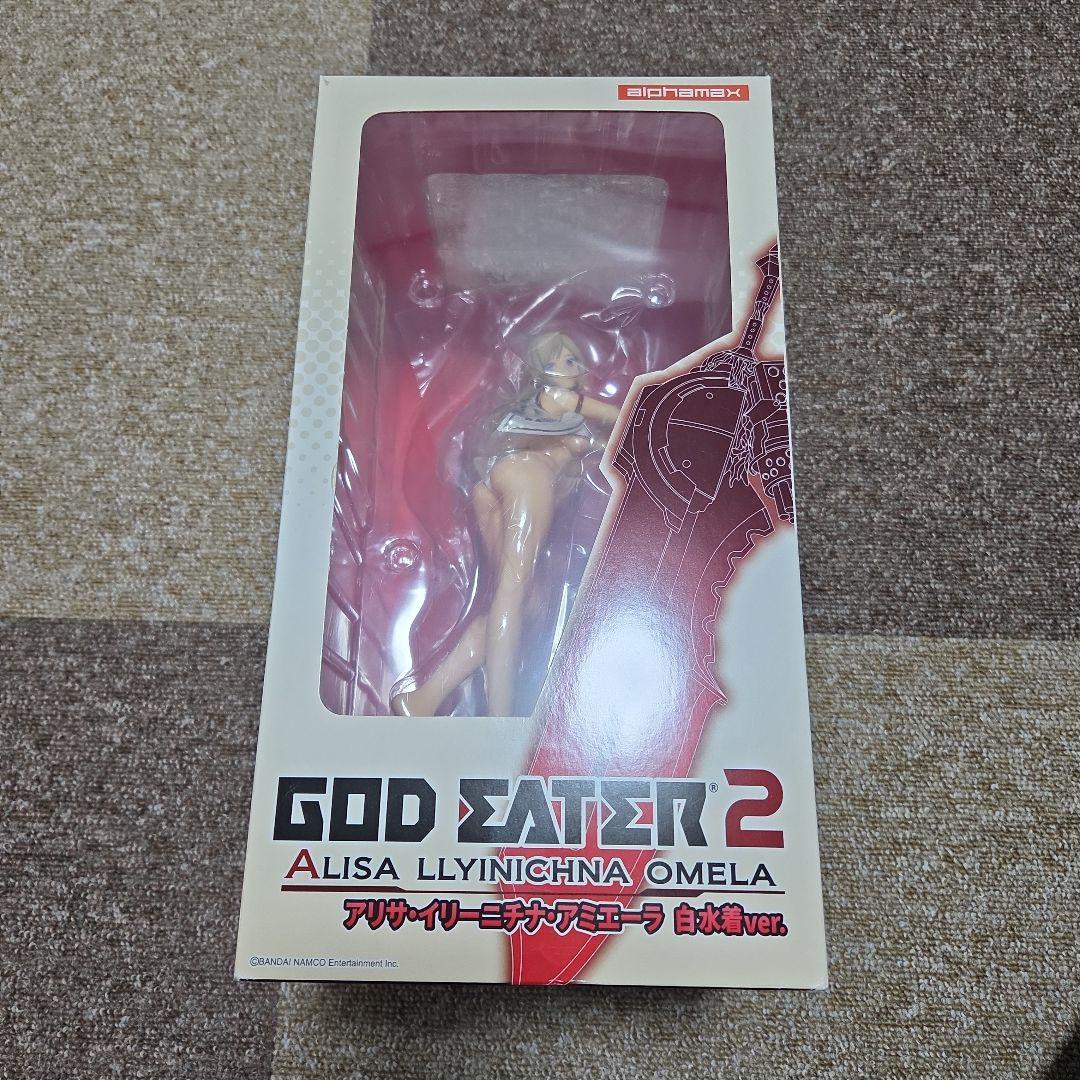 alphamax
GOD EATER® 2
ALISA LLYINICHNA OMELA
アリサ・イリーニチナ・アミエーラ 白水着ver.
©BANDAI NAMCO Entertainment Inc.